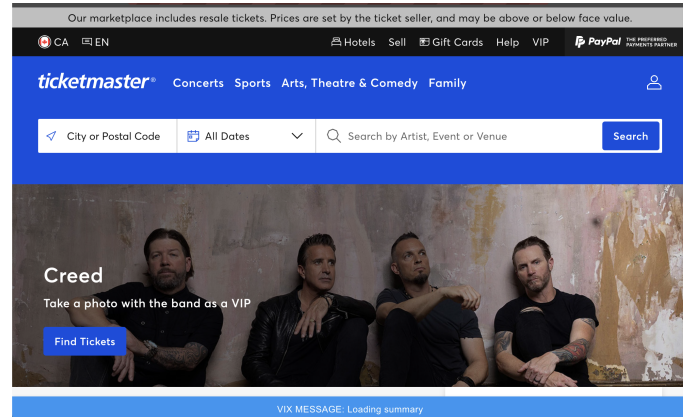 Our marketplace includes resale tickets. Prices are set by the ticket seller, and may be above or below face value.
CA EN Hotels Sell Gift Cards Help VIP PayPal THE PREFERRED PAYMENTS PARTNER
ticketmaster® Concerts Sports Arts, Theatre & Comedy Family
City or Postal Code All Dates Search by Artist, Event or Venue Search
Creed
Take a photo with the band as a VIP
Find Tickets
VIX MESSAGE: Loading summary